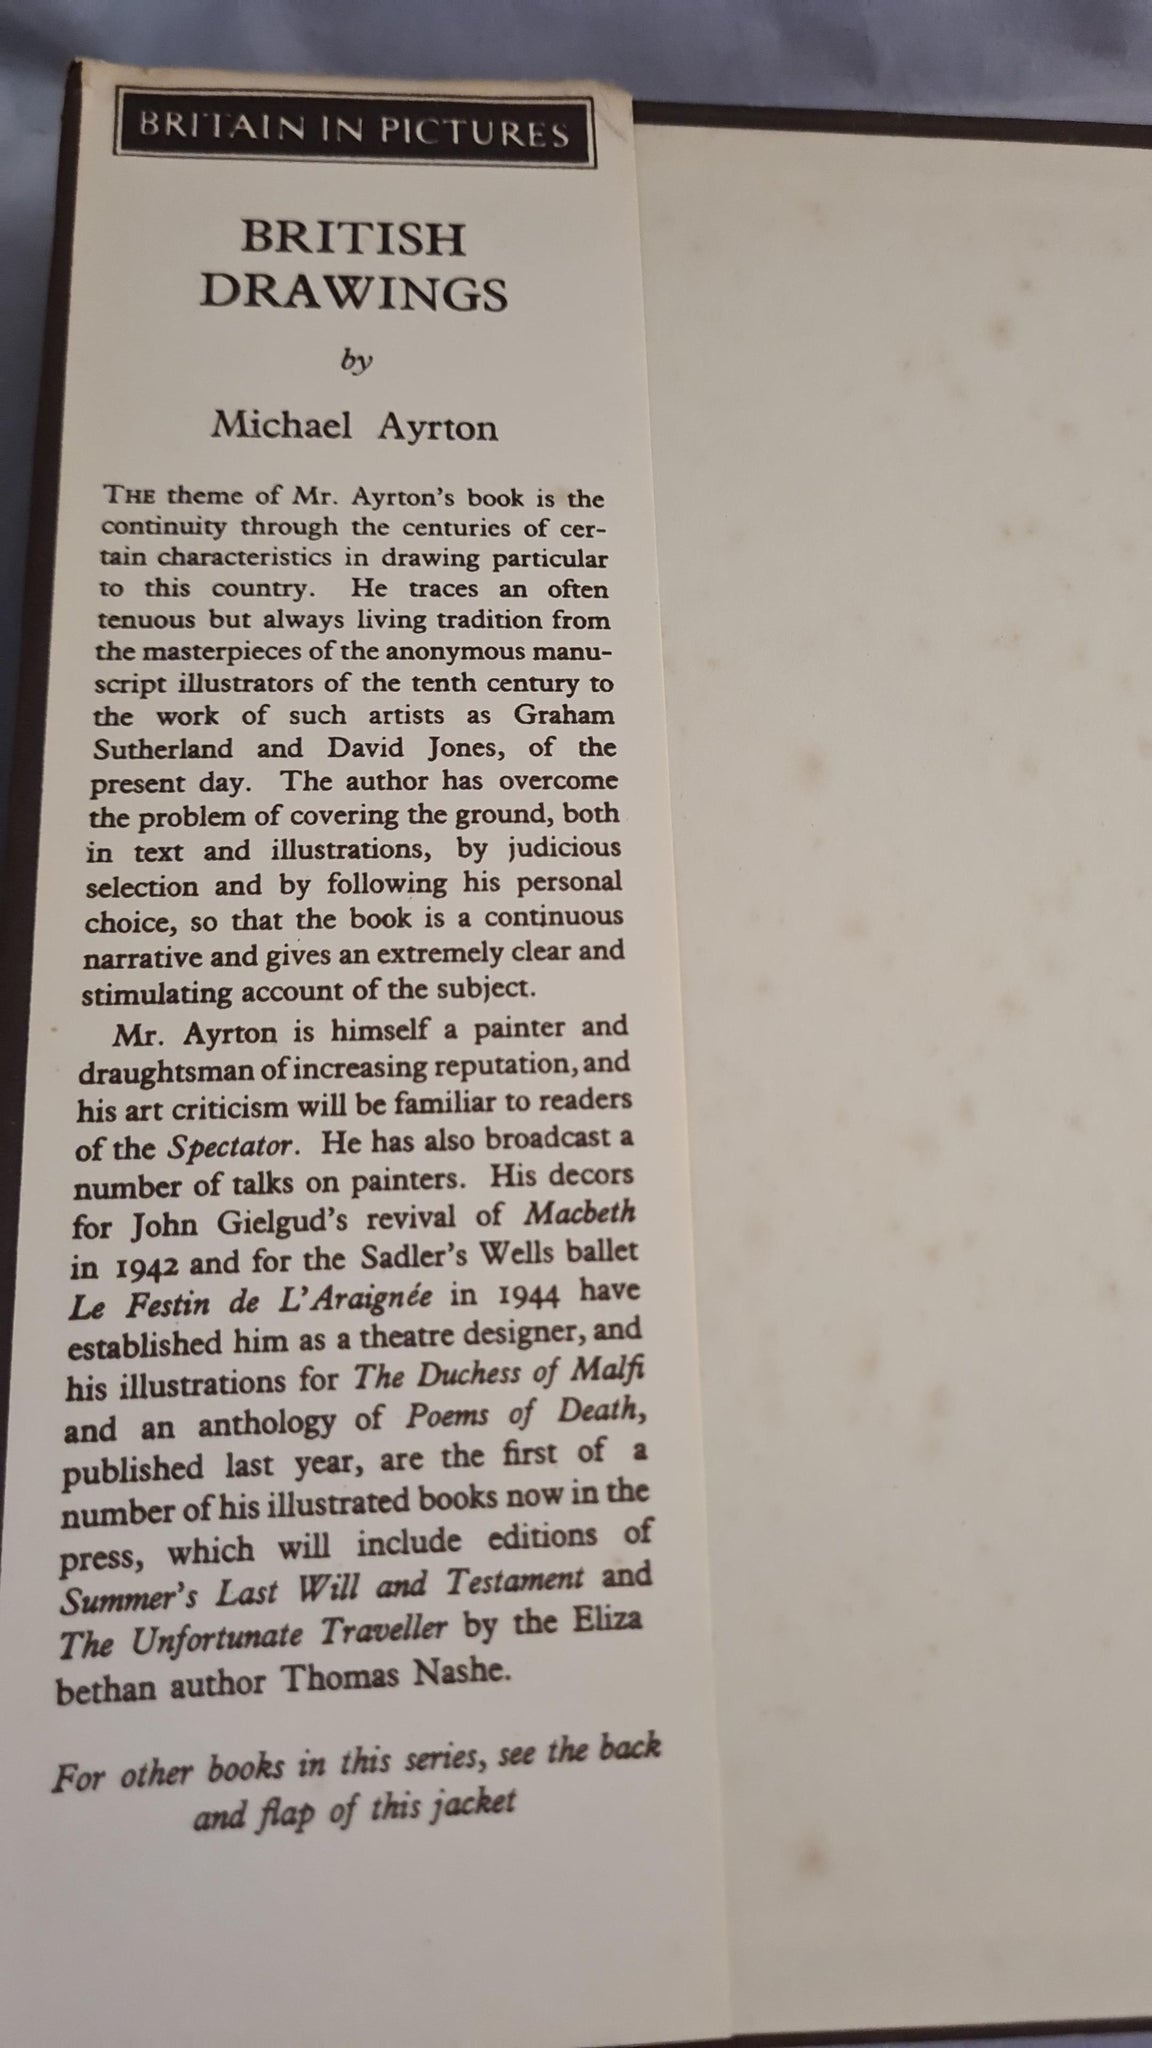 BRITAIN IN PICTURES
BRITISH
DRAWINGS
by
Michael Ayrton
THE theme of Mr. Ayrton's book is the
continuity through the centuries of cer-
tain characteristics in drawing particular
to this country. He traces an often
tenuous but always living tradition from
the masterpieces of the anonymous manu-
script illustrators of the tenth century to
the work of such artists as Graham
Sutherland and David Jones, of the
present day. The author has overcome
the problem of covering the ground, both
in text and illustrations, by judicious
selection and by following his personal
choice, so that the book is a continuous
narrative and gives an extremely clear and
stimulating account of the subject.
Mr. Ayrton is himself a painter and
draughtsman of increasing reputation, and
his art criticism will be familiar to readers
of the Spectator. He has also broadcast a
number of talks on painters. His decors
for John Gielgud's revival of Macbeth
in 1942 and for the Sadler's Wells ballet
Le Festin de L'Araignée in 1944 have
established him as a theatre designer, and
his illustrations for The Duchess of Malfi
and an anthology of Poems of Death,
published last year, are the first of a
number of his illustrated books now in the
press, which will include editions of
Summer's Last Will and Testament and
The Unfortunate Traveller by the Eliza
bethan author Thomas Nashe.
For other books in this series, see the back
and flap of this jacket